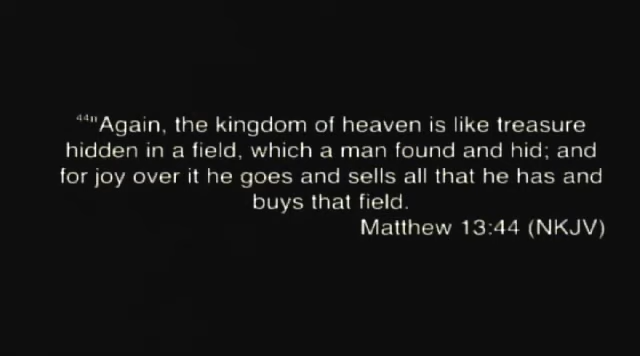 ⁴⁴"Again, the kingdom of heaven is like treasure
hidden in a field, which a man found and hid; and
for joy over it he goes and sells all that he has and
buys that field.
Matthew 13:44 (NKJV)